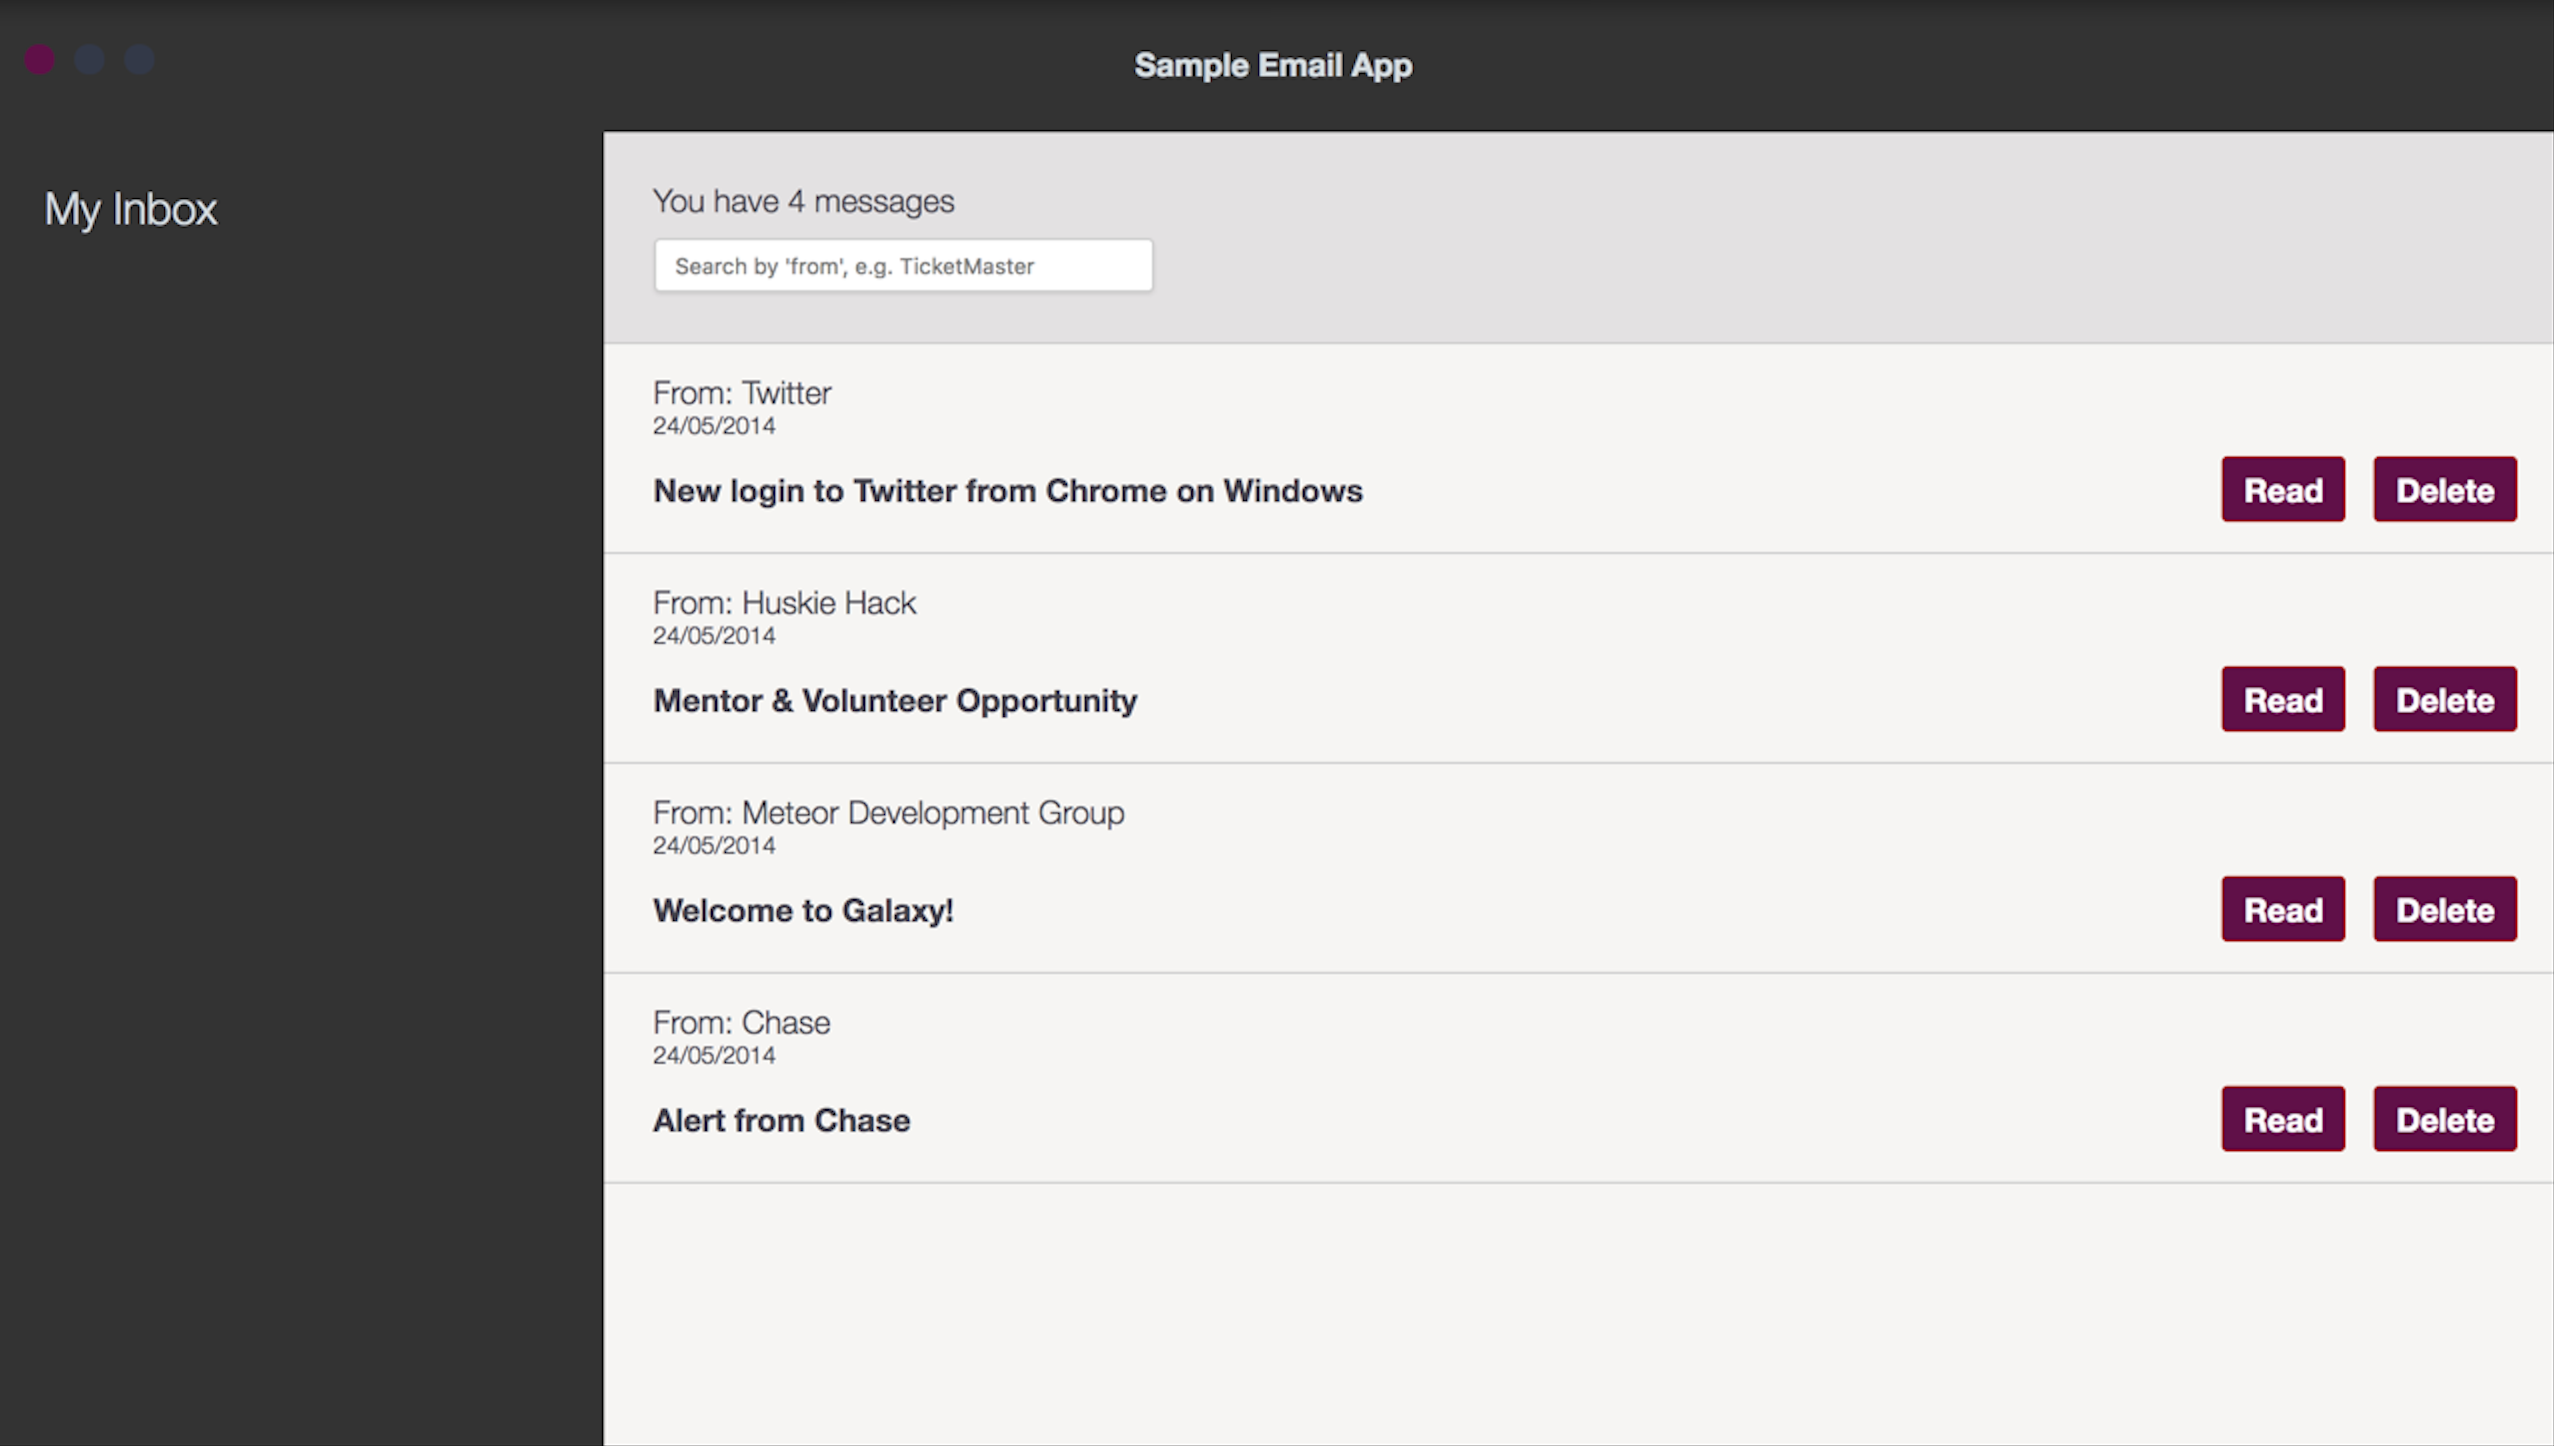 Sample Email App
My Inbox
You have 4 messages
Search by 'from', e.g. TicketMaster
From: Twitter
24/05/2014
New login to Twitter from Chrome on Windows
Read Delete
From: Huskie Hack
24/05/2014
Mentor & Volunteer Opportunity
Read Delete
From: Meteor Development Group
24/05/2014
Welcome to Galaxy!
Read Delete
From: Chase
24/05/2014
Alert from Chase
Read Delete